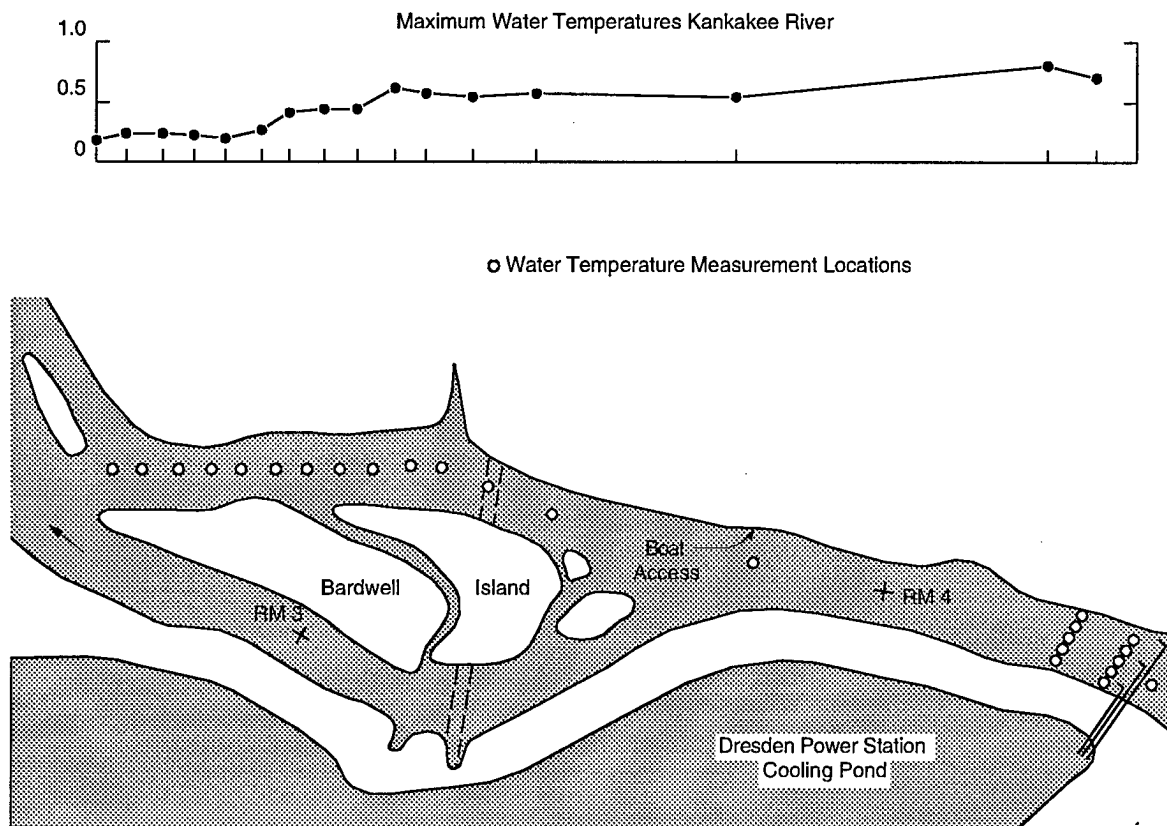 Maximum Water Temperatures Kankakee River
1.0
0.5
0
Water Temperature Measurement Locations
Boat
Access
Bardwell
Island
RM 4
RM 3
Dresden Power Station
Cooling Pond